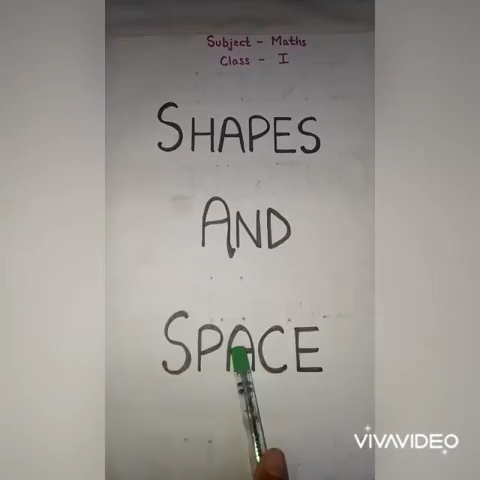 Subject - Maths
Class - I
SHAPES
AND
SPACE
VIVAVIDEO